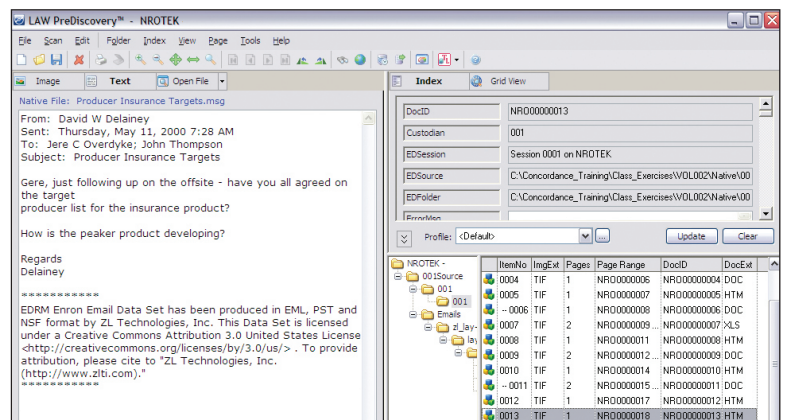 LAW PreDiscovery™ - NROTEK
File Scan Edit Folder Index View Page Tools Help
Image Text Open File
Index Grid View
Native File: Producer Insurance Targets.msg
From: David W Delainey
Sent: Thursday, May 11, 2000 7:28 AM
To: Jere C Overdyke; John Thompson
Subject: Producer Insurance Targets
Gere, just following up on the offsite - have you all agreed on
the target
producer list for the insurance product?
How is the peaker product developing?
Regards
Delainey
***********
EDRM Enron Email Data Set has been produced in EML, PST and
NSF format by ZL Technologies, Inc. This Data Set is licensed
under a Creative Commons Attribution 3.0 United States License
<http://creativecommons.org/licenses/by/3.0/us/> . To provide
attribution, please cite to "ZL Technologies, Inc.
(http://www.zlti.com)."
***********
DocID NRO00000013
Custodian 001
EDSession Session 0001 on NROTEK
EDSource C:\Concordance_Training\Class_Exercises\VOL002\Native\00
EDFolder C:\Concordance_Training\Class_Exercises\VOL002\Native\00
ErrorMsg
Profile: <Default> ... Update Clear
NROTEK -
001Source
001
001
Emails
zl_lay-
lay
ItemNo ImgExt Pages Page Range DocID DocExt
0004 TIF 1 NRO0000006 NRO00000004 DOC
0005 TIF 1 NRO0000007 NRO00000005 HTM
-- 0006 TIF 1 NRO0000008 NRO00000006 DOC
0007 TIF 2 NRO0000009 ... NRO00000007 XLS
0008 TIF 1 NRO0000011 NRO00000008 HTM
0009 TIF 2 NRO0000012 ... NRO00000009 DOC
0010 TIF 1 NRO0000014 NRO00000010 HTM
-- 0011 TIF 2 NRO0000015 ... NRO00000011 DOC
0012 TIF 1 NRO0000017 NRO00000012 HTM
0013 TIF 1 NRO0000018 NRO00000013 HTM